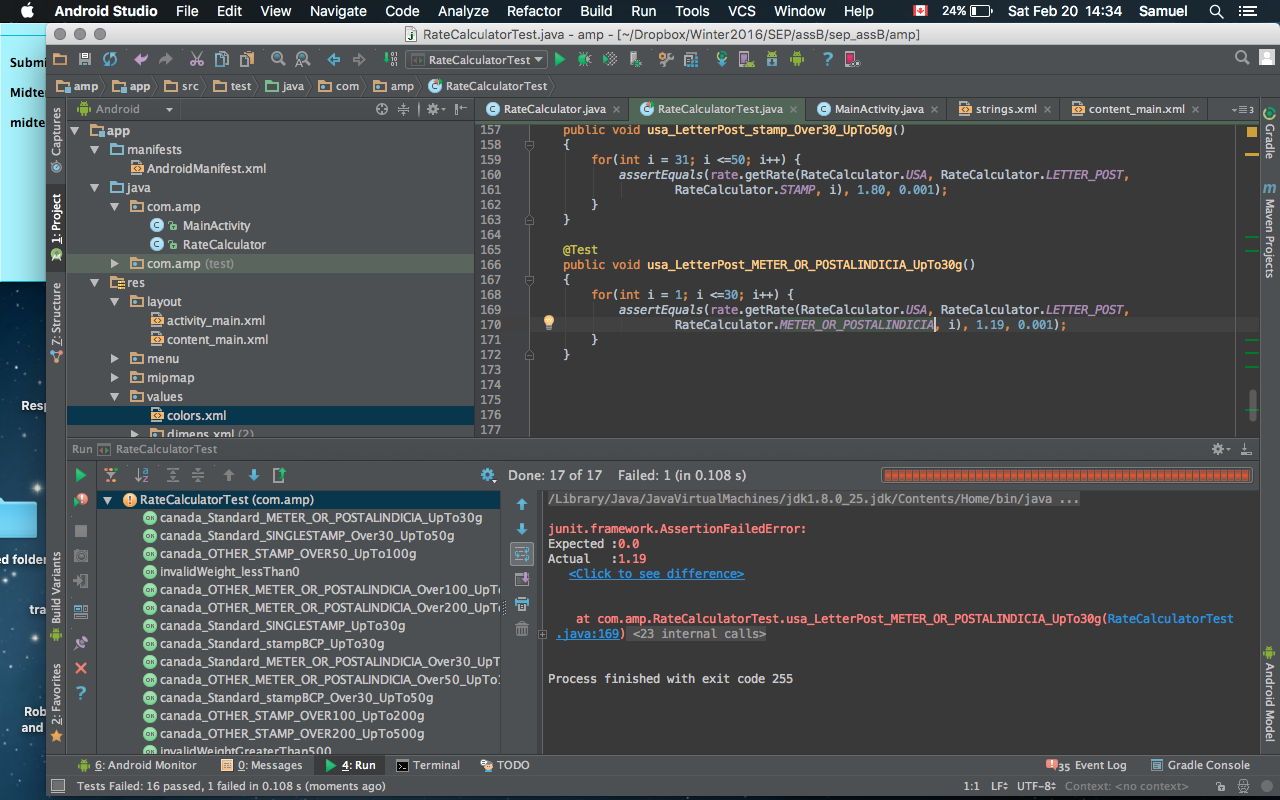 Android Studio File Edit View Navigate Code Analyze Refactor Build Run Tools VCS Window Help 24% Sat Feb 20 14:34 Samuel
RateCalculatorTest.java - amp - [~/Dropbox/Winter2016/SEP/assB/sep_assB/amp]
RateCalculatorTest
amp app src test java com amp RateCalculatorTest
Submi
Midte
midte
Resp
ed folder
tra
Rob
and
Captures
1: Project
Z: Structure
Build Variants
2: Favorites
Android
app
manifests
AndroidManifest.xml
java
com.amp
MainActivity
RateCalculator
com.amp (test)
res
layout
activity_main.xml
content_main.xml
menu
mipmap
values
colors.xml
dimens.xml (2)
RateCalculator.java RateCalculatorTest.java MainActivity.java strings.xml content_main.xml 3
157 public void usa_LetterPost_stamp_Over30_UpTo50g()
158 {
159 for(int i = 31; i <=50; i++) {
160 assertEquals(rate.getRate(RateCalculator.USA, RateCalculator.LETTER_POST,
161 RateCalculator.STAMP, i), 1.80, 0.001);
162 }
163 }
164
165 @Test
166 public void usa_LetterPost_METER_OR_POSTALINDICIA_UpTo30g()
167 {
168 for(int i = 1; i <=30; i++) {
169 assertEquals(rate.getRate(RateCalculator.USA, RateCalculator.LETTER_POST,
170 RateCalculator.METER_OR_POSTALINDICIA, i), 1.19, 0.001);
171 }
172 }
173
174
175
176
177
Gradle
m Maven Projects
Android Model
Run RateCalculatorTest
Done: 17 of 17 Failed: 1 (in 0.108 s)
RateCalculatorTest (com.amp)
canada_Standard_METER_OR_POSTALINDICIA_UpTo30g
canada_Standard_SINGLESTAMP_Over30_UpTo50g
canada_OTHER_STAMP_OVER50_UpTo100g
invalidWeight_lessThan0
canada_OTHER_METER_OR_POSTALINDICIA_Over100_UpT
canada_OTHER_METER_OR_POSTALINDICIA_Over200_UpT
canada_Standard_SINGLESTAMP_UpTo30g
canada_Standard_stampBCP_UpTo30g
canada_Standard_METER_OR_POSTALINDICIA_Over30_UpT
canada_OTHER_METER_OR_POSTALINDICIA_Over50_UpTo
canada_Standard_stampBCP_Over30_UpTo50g
canada_OTHER_STAMP_OVER100_UpTo200g
canada_OTHER_STAMP_OVER200_UpTo500g
invalidWeightGreaterThan500
/Library/Java/JavaVirtualMachines/jdk1.8.0_25.jdk/Contents/Home/bin/java ...
junit.framework.AssertionFailedError:
Expected :0.0
Actual :1.19
<Click to see difference>
at com.amp.RateCalculatorTest.usa_LetterPost_METER_OR_POSTALINDICIA_UpTo30g(RateCalculatorTest
.java:169) <23 internal calls>
Process finished with exit code 255
6: Android Monitor 0: Messages 4: Run Terminal TODO 35 Event Log Gradle Console
Tests Failed: 16 passed, 1 failed in 0.108 s (moments ago) 1:1 LF UTF-8 Context: <no context>